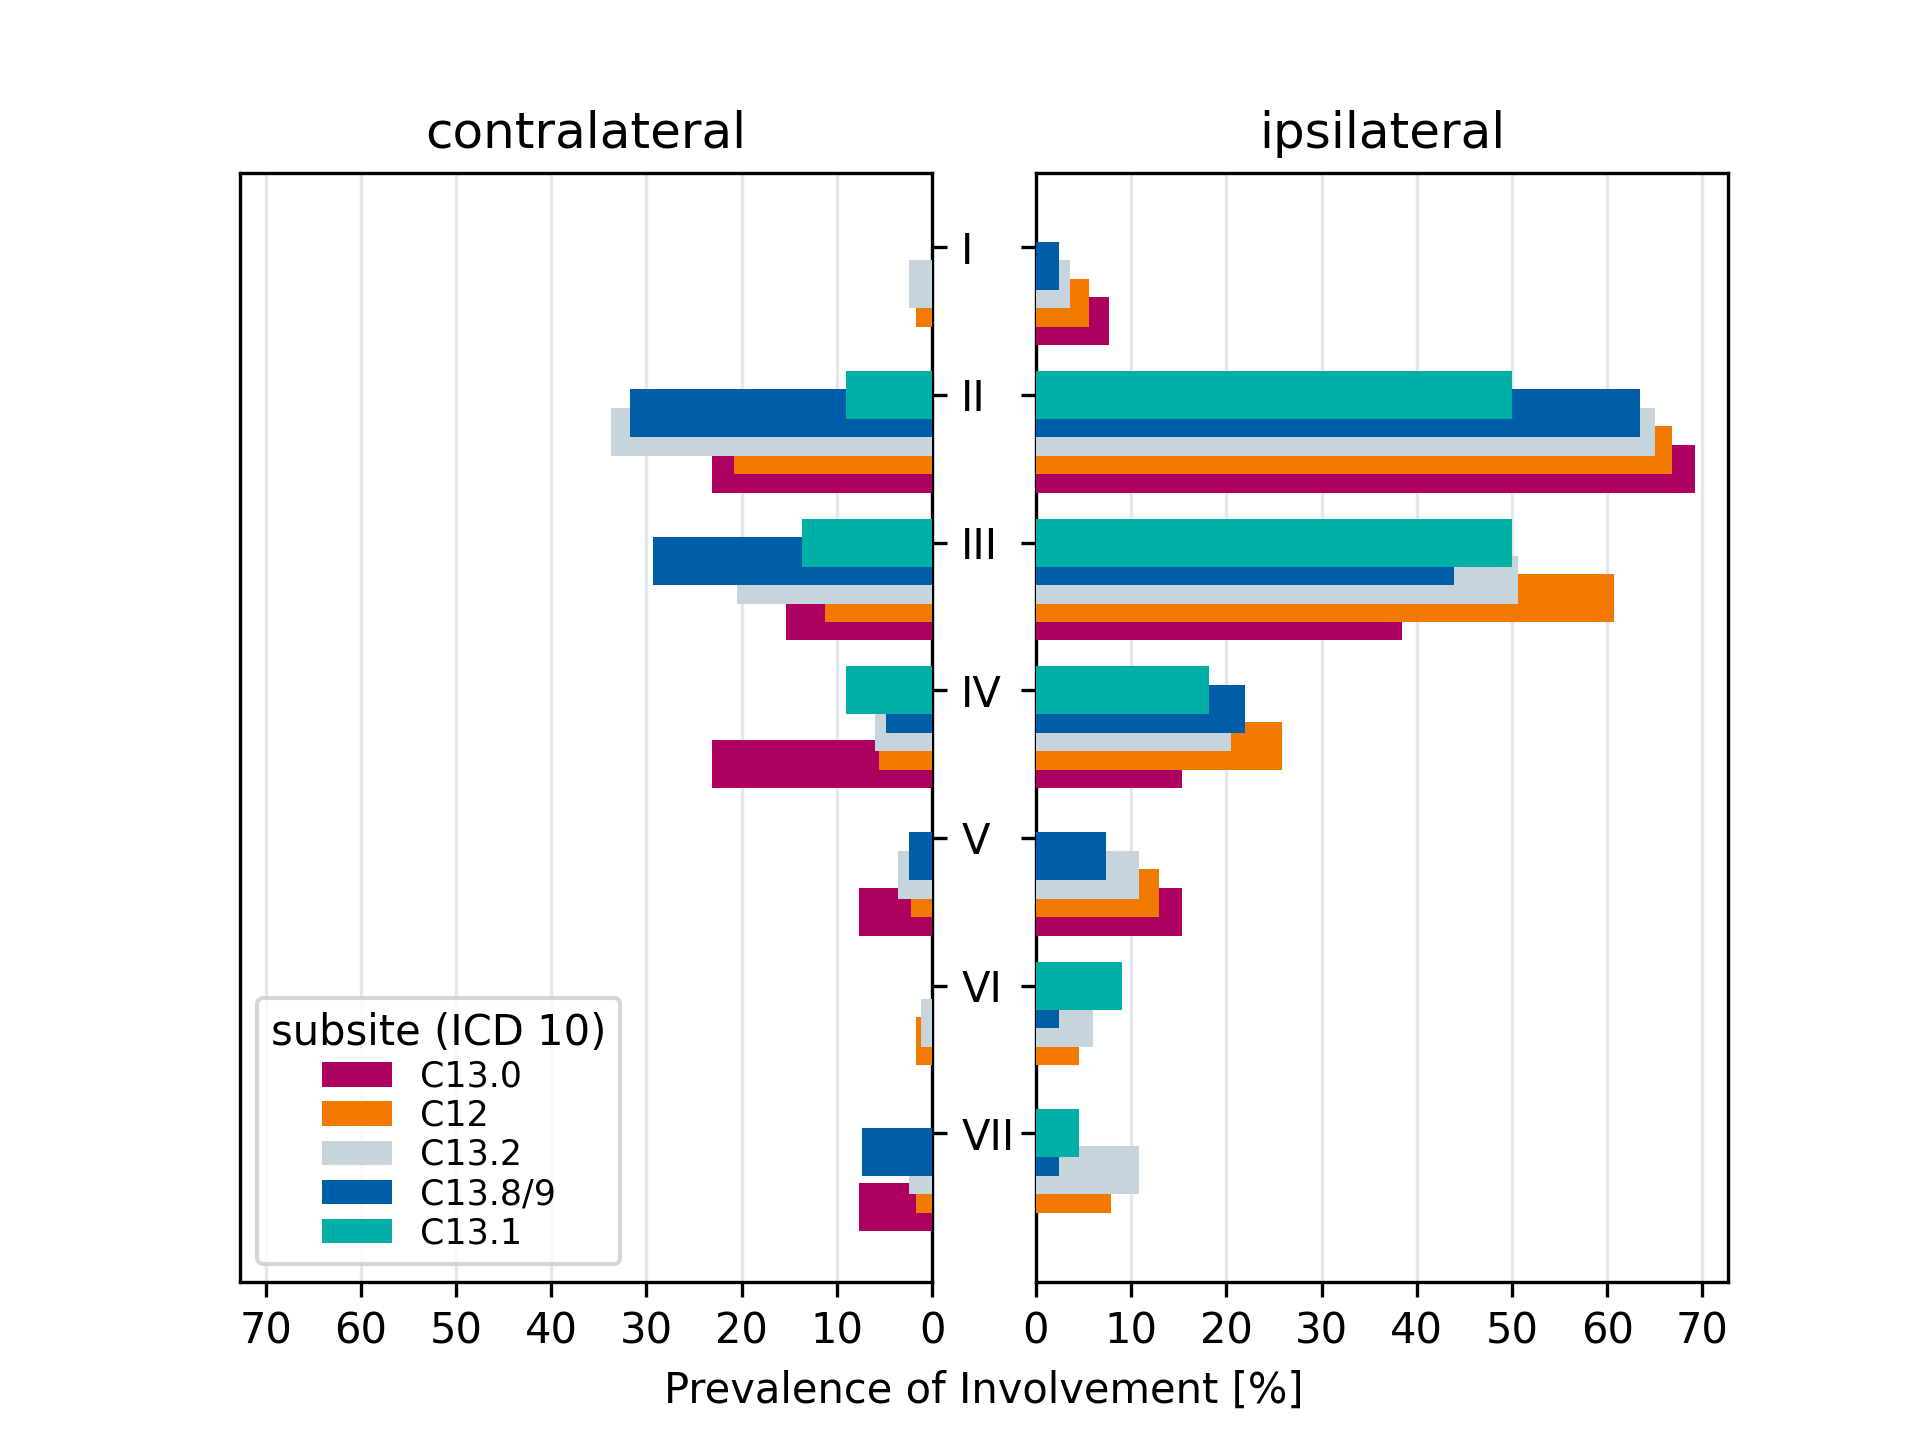 contralateral
ipsilateral
I
II
III
IV
V
VI
VII
subsite (ICD 10)
C13.0
C12
C13.2
C13.8/9
C13.1
70 60 50 40 30 20 10 0
0 10 20 30 40 50 60 70
Prevalence of Involvement [%]